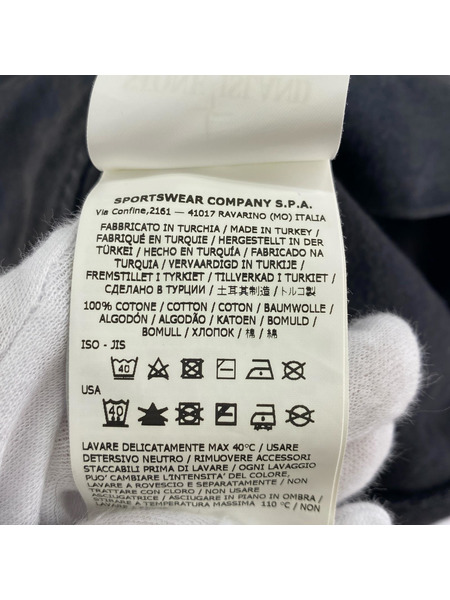 SPORTSWEAR COMPANY S.P.A.
Via Confine,2161 — 41017 RAVARINO (MO) ITALIA
FABBRICATO IN TURCHIA / MADE IN TURKEY /
FABRIQUÉ EN TURQUIE / HERGESTELLT IN DER
TÜRKEI / HECHO EN TURQUÍA / FABRICADO NA
TURQUIA / VERVAARDIGD IN TURKIJE /
FREMSTILLET I TYRKIET / TILLVERKAD I TURKIET /
СДЕЛАНО В ТУРЦИИ / 土耳其制造 / トルコ製
100% COTONE / COTTON / COTON / BAUMWOLLE /
ALGODÓN / ALGODÃO / KATOEN / BOMULD /
BOMULL / ХЛОПОК / 棉 / 綿
ISO - JIS
40
USA
40
LAVARE DELICATAMENTE MAX 40°C / USARE
DETERSIVO NEUTRO / RIMUOVERE ACCESSORI
STACCABILI PRIMA DI LAVARE / OGNI LAVAGGIO
PUO' CAMBIARE L'INTENSITA' DEL COLORE /
LAVARE A ROVESCIO E SEPARATAMENTE / NON
TRATTARE CON CLORO / NON USARE
ASCIUGATRICE / ASCIUGARE IN PIANO IN OMBRA /
STIRARE A TEMPERATURA MASSIMA 110 °C / NON